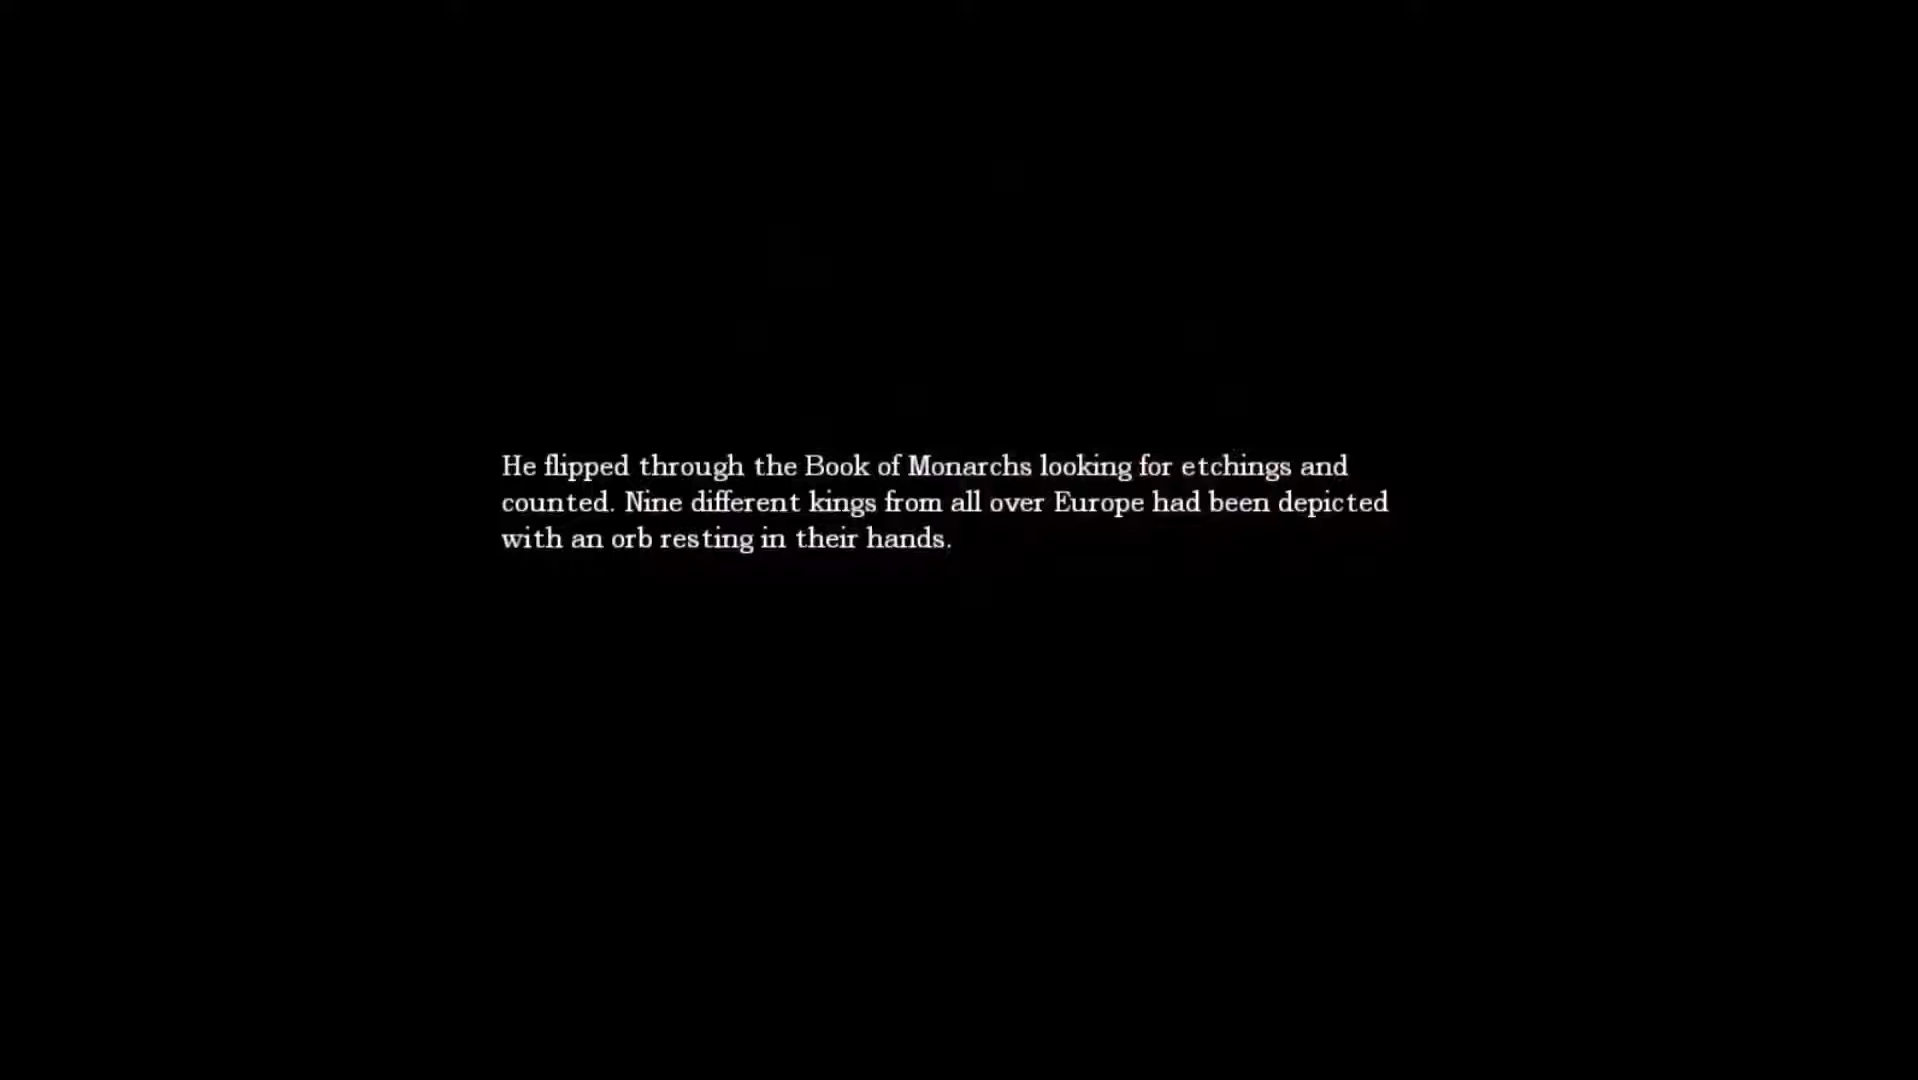 He flipped through the Book of Monarchs looking for etchings and
counted. Nine different kings from all over Europe had been depicted
with an orb resting in their hands.